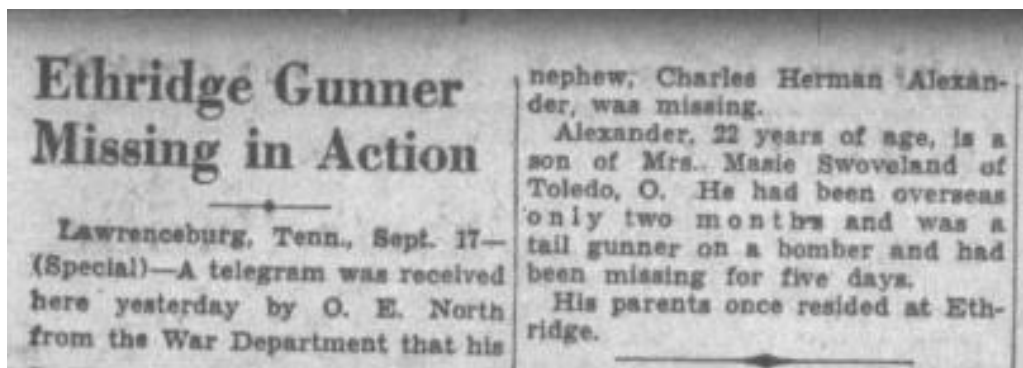 Ethridge Gunner
Missing in Action
Lawrenceburg, Tenn., Sept. 17—
(Special)—A telegram was received
here yesterday by O. E. North
from the War Department that his
nephew, Charles Herman Alexan-
der, was missing.
Alexander, 22 years of age, is a
son of Mrs. Masie Swoveland of
Toledo, O. He had been overseas
only two months and was a
tail gunner on a bomber and had
been missing for five days.
His parents once resided at Eth-
ridge.